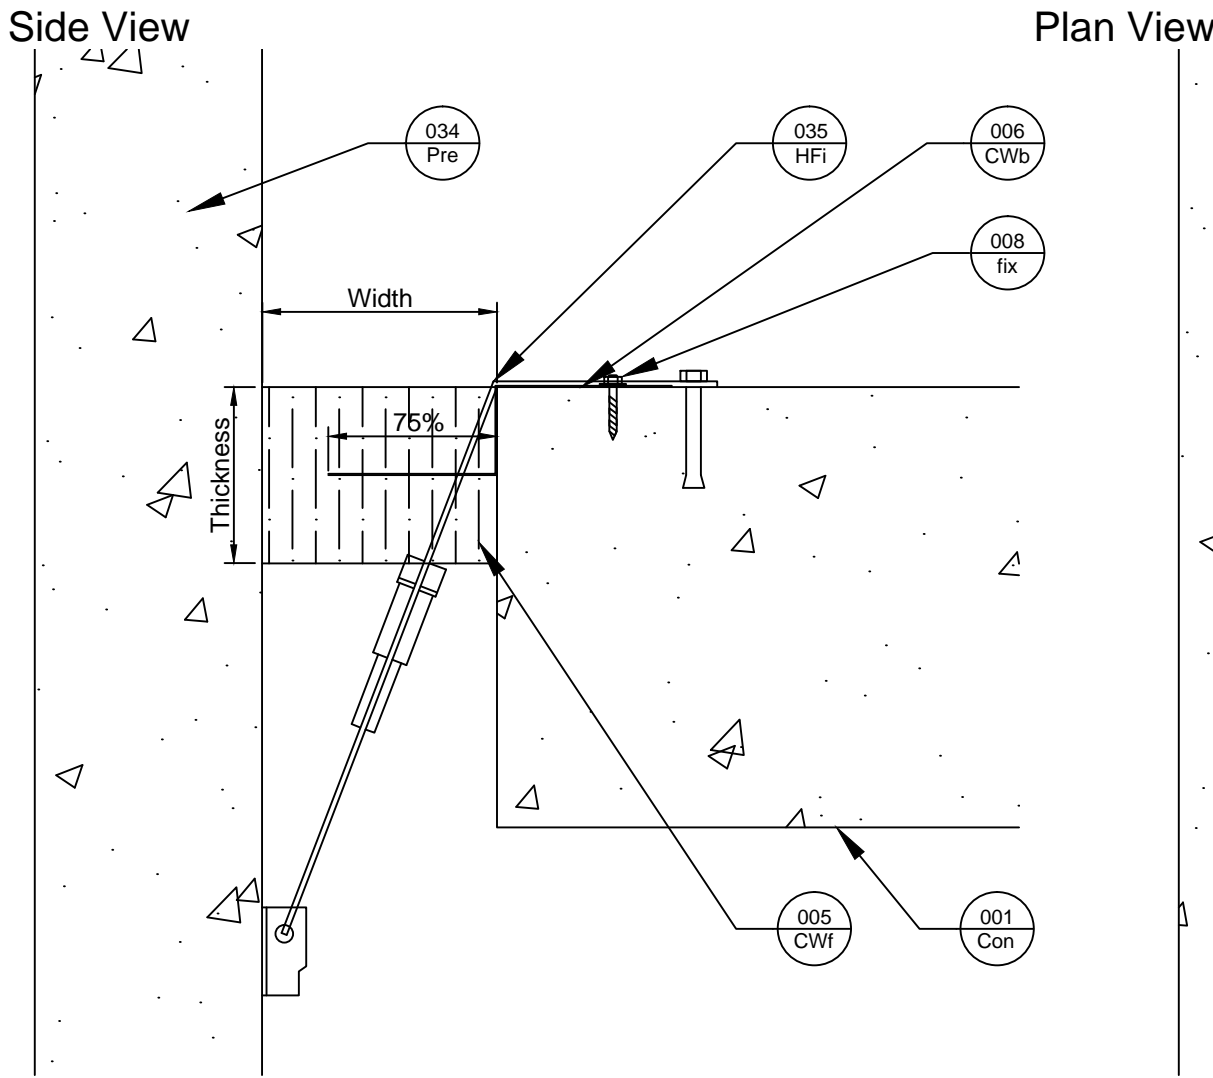 Side View
Plan View
034
Pre
035
HFi
006
CWb
008
fix
Width
75%
Thickness
005
CWf
001
Con